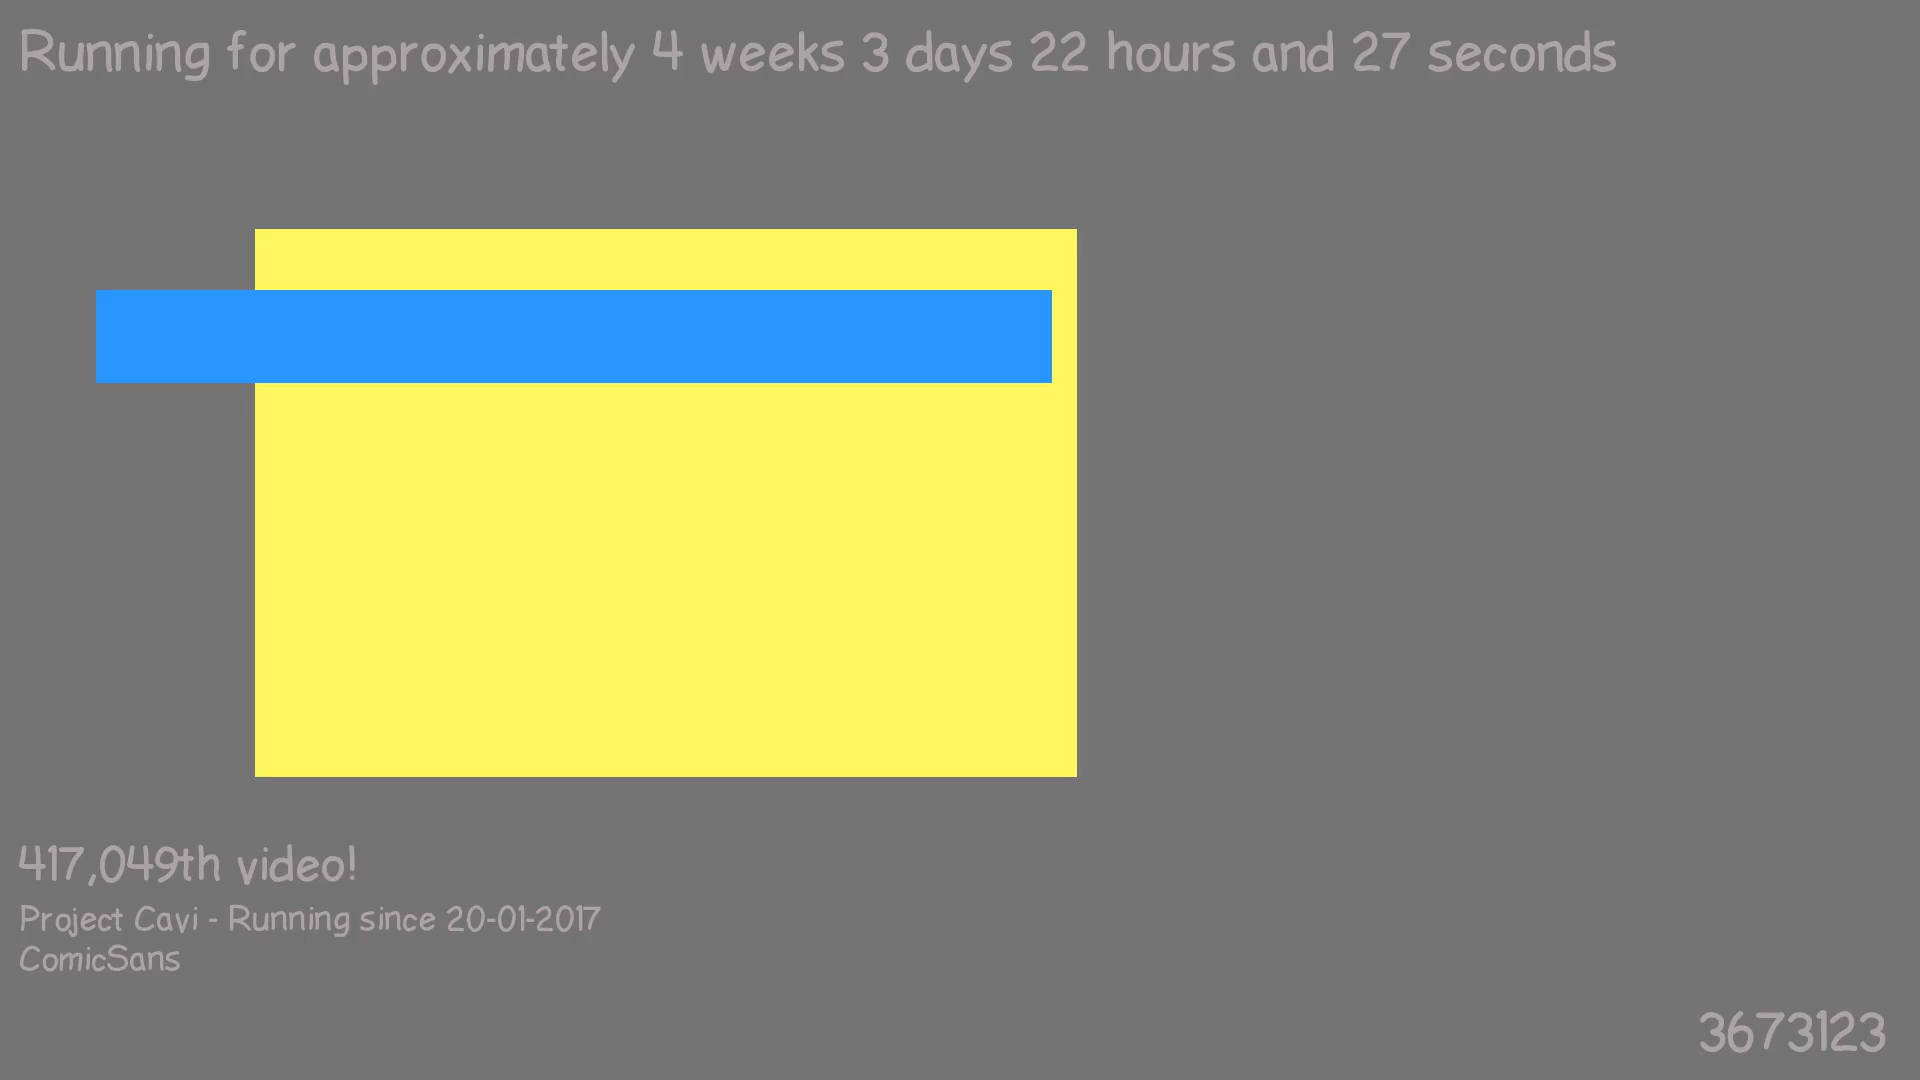 Running for approximately 4 weeks 3 days 22 hours and 27 seconds
417,049th video!
Project Cavi - Running since 20-01-2017
ComicSans
3673123